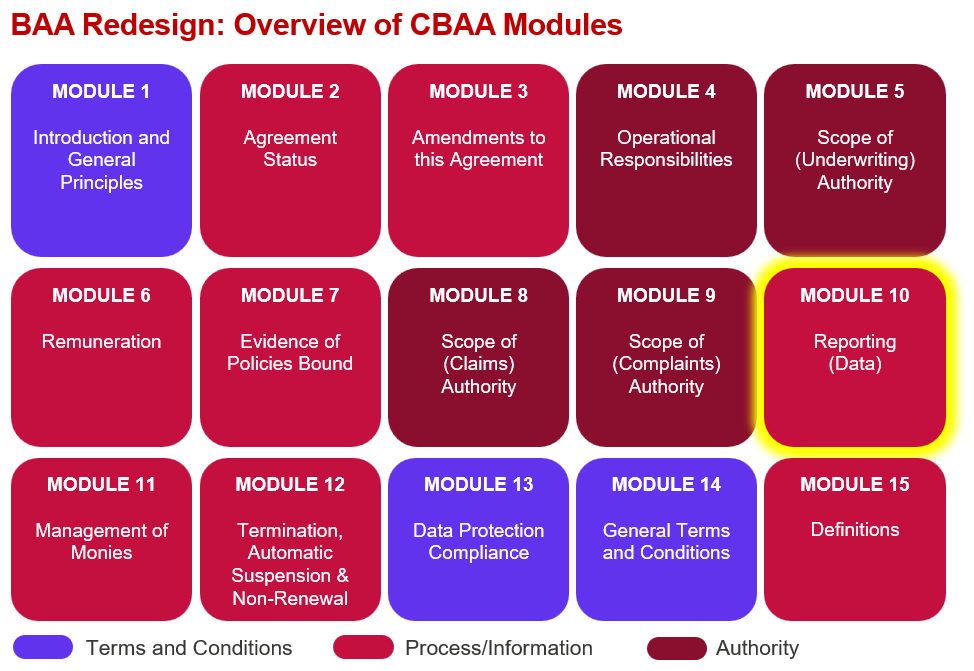 BAA Redesign: Overview of CBAA Modules
MODULE 1
Introduction and
General
Principles
MODULE 2
Agreement
Status
MODULE 3
Amendments to
this Agreement
MODULE 4
Operational
Responsibilities
MODULE 5
Scope of
(Underwriting)
Authority
MODULE 6
Remuneration
MODULE 7
Evidence of
Policies Bound
MODULE 8
Scope of
(Claims)
Authority
MODULE 9
Scope of
(Complaints)
Authority
MODULE 10
Reporting
(Data)
MODULE 11
Management of
Monies
MODULE 12
Termination,
Automatic
Suspension &
Non-Renewal
MODULE 13
Data Protection
Compliance
MODULE 14
General Terms
and Conditions
MODULE 15
Definitions
Terms and Conditions
Process/Information
Authority